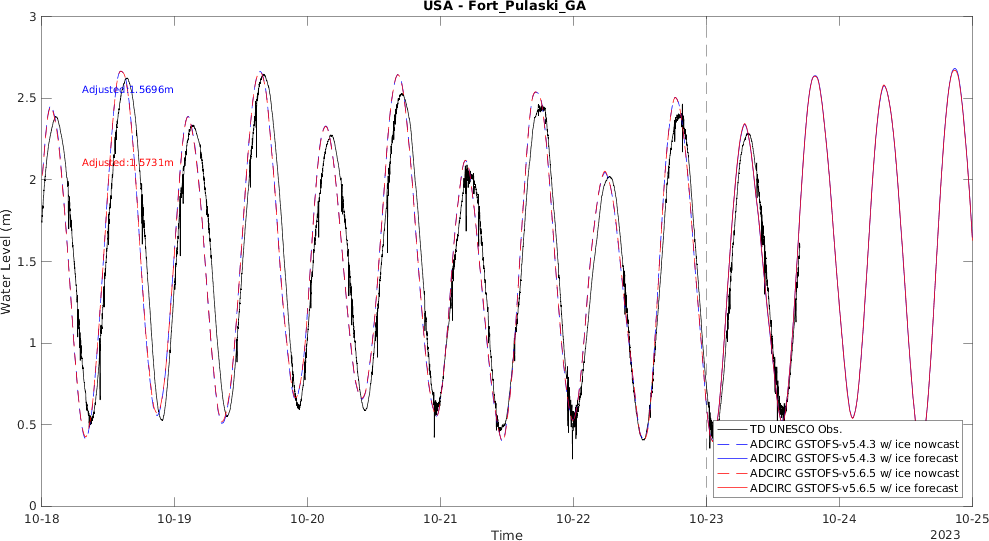 USA - Fort_Pulaski_GA
3
2.5
2
1.5
1
0.5
0
Water Level (m)
Adjusted:1.5696m
Adjusted:1.5731m
TD UNESCO Obs.
ADCIRC GSTOFS-v5.4.3 w/ ice nowcast
ADCIRC GSTOFS-v5.4.3 w/ ice forecast
ADCIRC GSTOFS-v5.6.5 w/ ice nowcast
ADCIRC GSTOFS-v5.6.5 w/ ice forecast
10-18 10-19 10-20 10-21 10-22 10-23 10-24 10-25
Time
2023